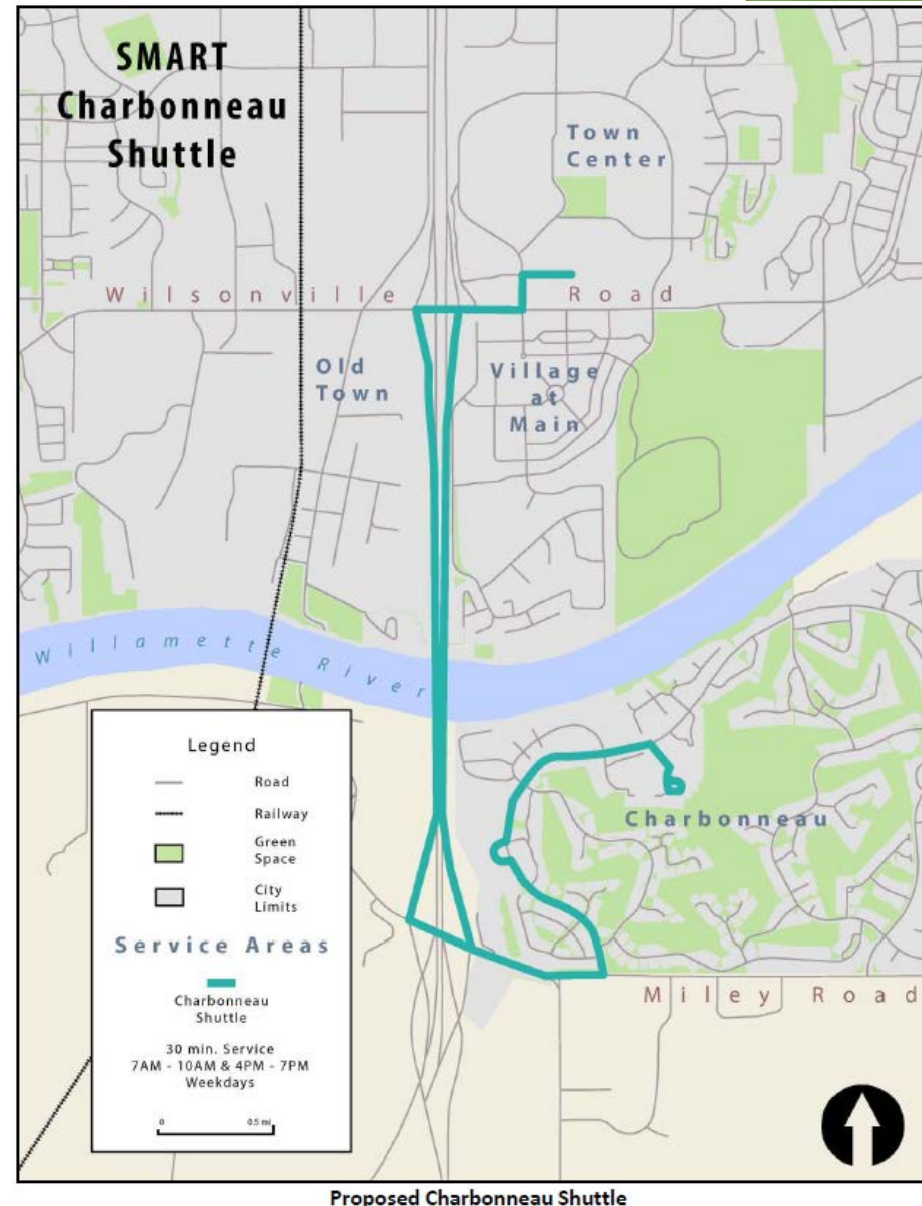 SMART
Charbonneau
Shuttle
Town
Center
Wilsonville Road
Old
Town
Village
at
Main
Willamette River
Charbonneau
Miley Road
Legend
Road
Railway
Green
Space
City
Limits
Service Areas
Charbonneau
Shuttle
30 min. Service
7AM - 10AM & 4PM - 7PM
Weekdays
0 0.5 mi
Proposed Charbonneau Shuttle